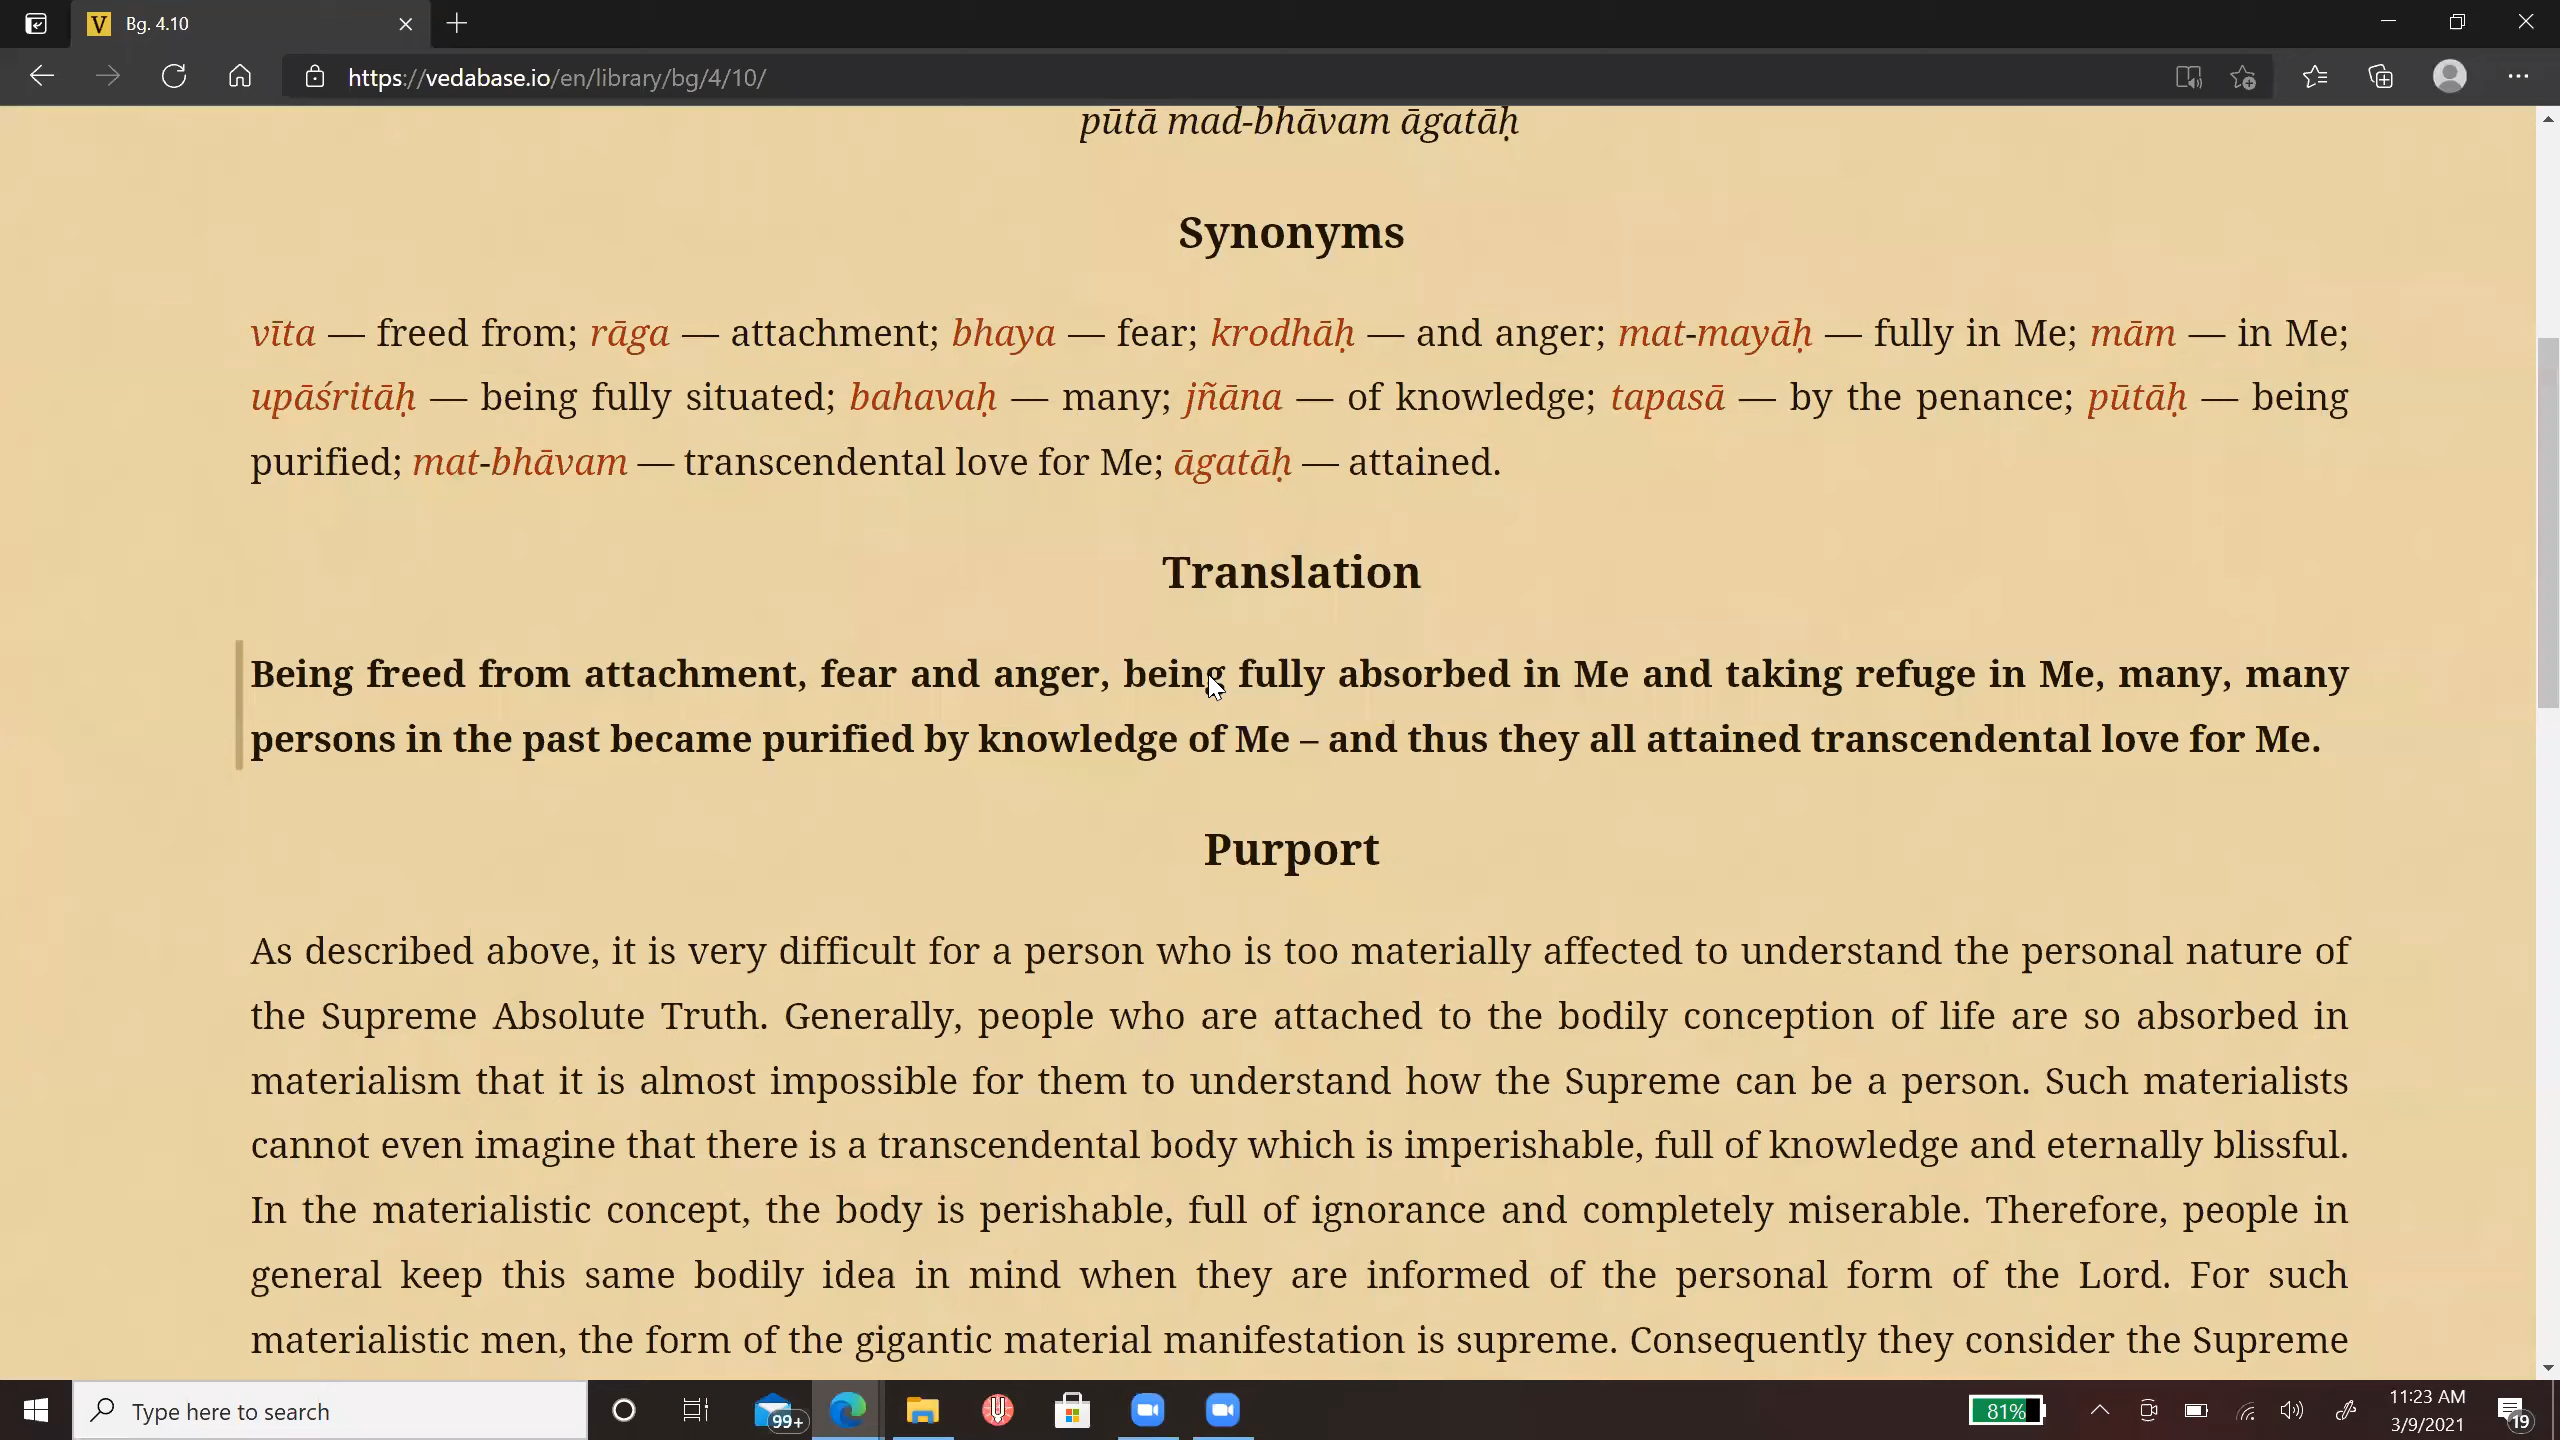 V Bg. 4.10
https://vedabase.io/en/library/bg/4/10/
pūtā mad-bhāvam āgatāḥ
Synonyms
vīta — freed from; rāga — attachment; bhaya — fear; krodhāḥ — and anger; mat-mayāḥ — fully in Me; mām — in Me;
upāśritāḥ — being fully situated; bahavaḥ — many; jñāna — of knowledge; tapasā — by the penance; pūtāḥ — being
purified; mat-bhāvam — transcendental love for Me; āgatāḥ — attained.
Translation
Being freed from attachment, fear and anger, being fully absorbed in Me and taking refuge in Me, many, many
persons in the past became purified by knowledge of Me – and thus they all attained transcendental love for Me.
Purport
As described above, it is very difficult for a person who is too materially affected to understand the personal nature of
the Supreme Absolute Truth. Generally, people who are attached to the bodily conception of life are so absorbed in
materialism that it is almost impossible for them to understand how the Supreme can be a person. Such materialists
cannot even imagine that there is a transcendental body which is imperishable, full of knowledge and eternally blissful.
In the materialistic concept, the body is perishable, full of ignorance and completely miserable. Therefore, people in
general keep this same bodily idea in mind when they are informed of the personal form of the Lord. For such
materialistic men, the form of the gigantic material manifestation is supreme. Consequently they consider the Supreme
Type here to search
99+
81%
11:23 AM
3/9/2021
19